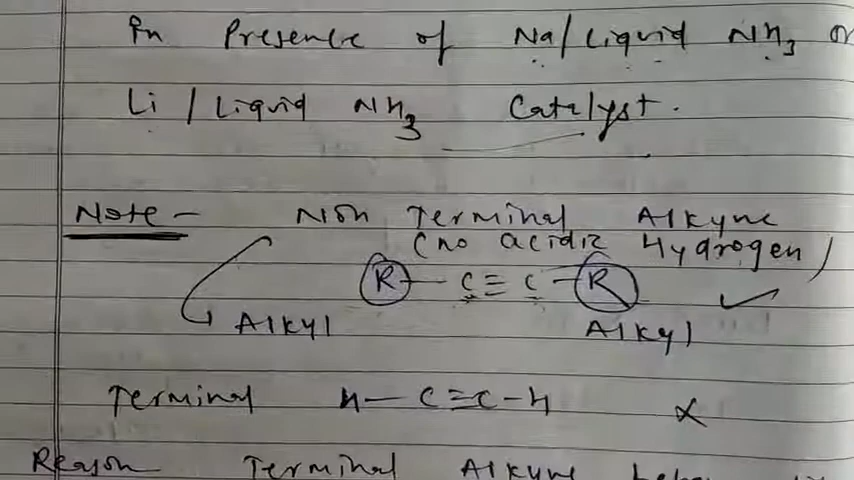 In Presence of Na/Liquid NH3 or
Li / Liquid NH3 Catalyst.
Note - Non Terminal Alkyne
(no acidic Hydrogen)
R — C ≡ C — R
Alkyl Alkyl
Terminal H — C ≡ C - H
Reason Terminal Alkyne